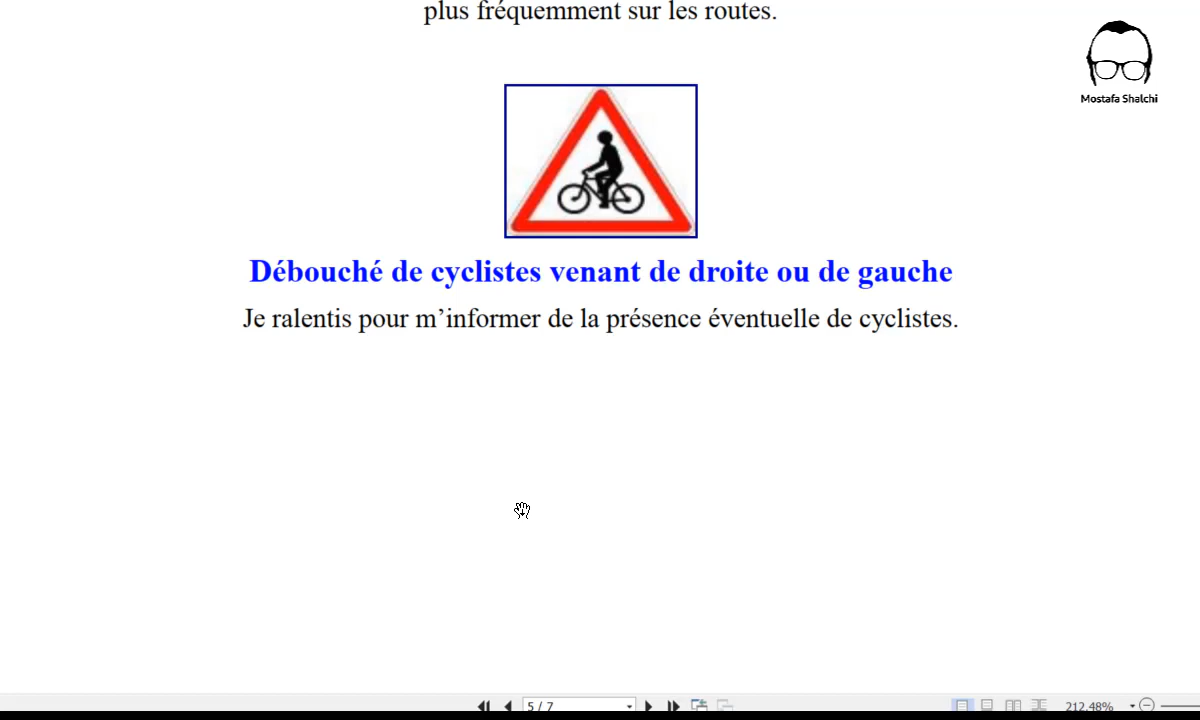 plus fréquemment sur les routes.
Mostafa Shalchi
Débouché de cyclistes venant de droite ou de gauche
Je ralentis pour m’informer de la présence éventuelle de cyclistes.
5 / 7
212.48%